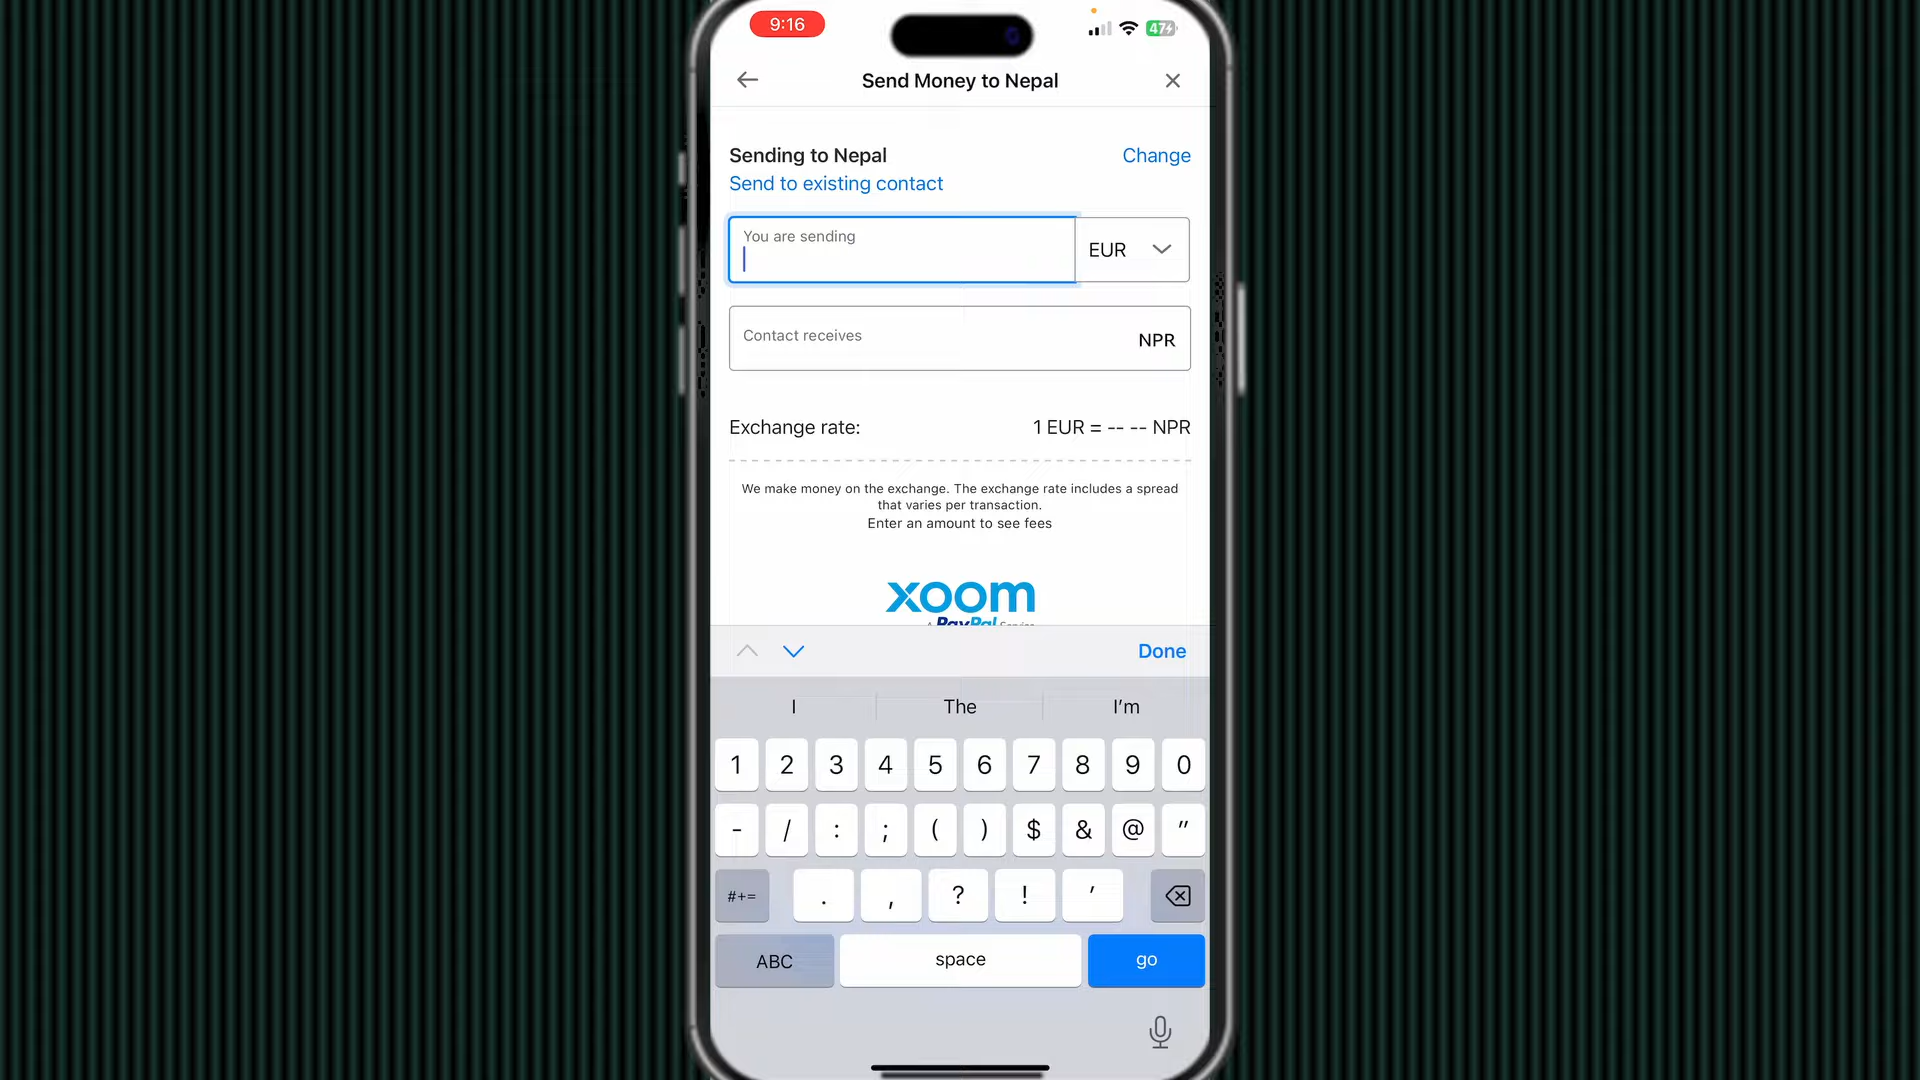 9:16
47
Send Money to Nepal
Sending to Nepal
Change
Send to existing contact
You are sending
EUR
Contact receives
NPR
Exchange rate:
1 EUR = -- -- NPR
We make money on the exchange. The exchange rate includes a spread
that varies per transaction.
Enter an amount to see fees
xoom
A PayPal Service
Done
I The I'm
1 2 3 4 5 6 7 8 9 0
- / : ; ( ) $ & @ "
#+= . , ? ! '
ABC space go